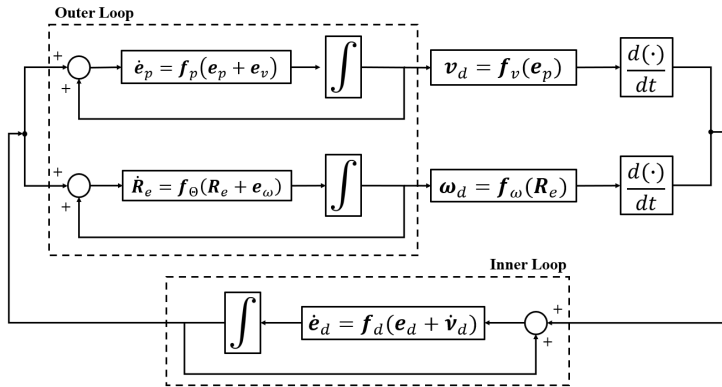 Outer Loop
+
+
ė_p = f_p(e_p + e_v)
∫
v_d = f_v(e_p)
d(·)/dt
+
+
Ṙ_e = f_Θ(R_e + e_ω)
∫
ω_d = f_ω(R_e)
d(·)/dt
Inner Loop
∫
ė_d = f_d(e_d + v̇_d)
+
+